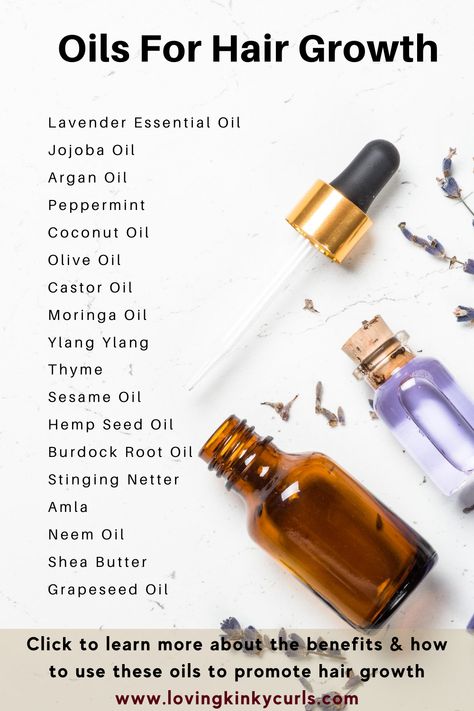 Oils For Hair Growth
Lavender Essential Oil
Jojoba Oil
Argan Oil
Peppermint
Coconut Oil
Olive Oil
Castor Oil
Moringa Oil
Ylang Ylang
Thyme
Sesame Oil
Hemp Seed Oil
Burdock Root Oil
Stinging Netter
Amla
Neem Oil
Shea Butter
Grapeseed Oil
Click to learn more about the benefits & how
to use these oils to promote hair growth
www.lovingkinkycurls.com